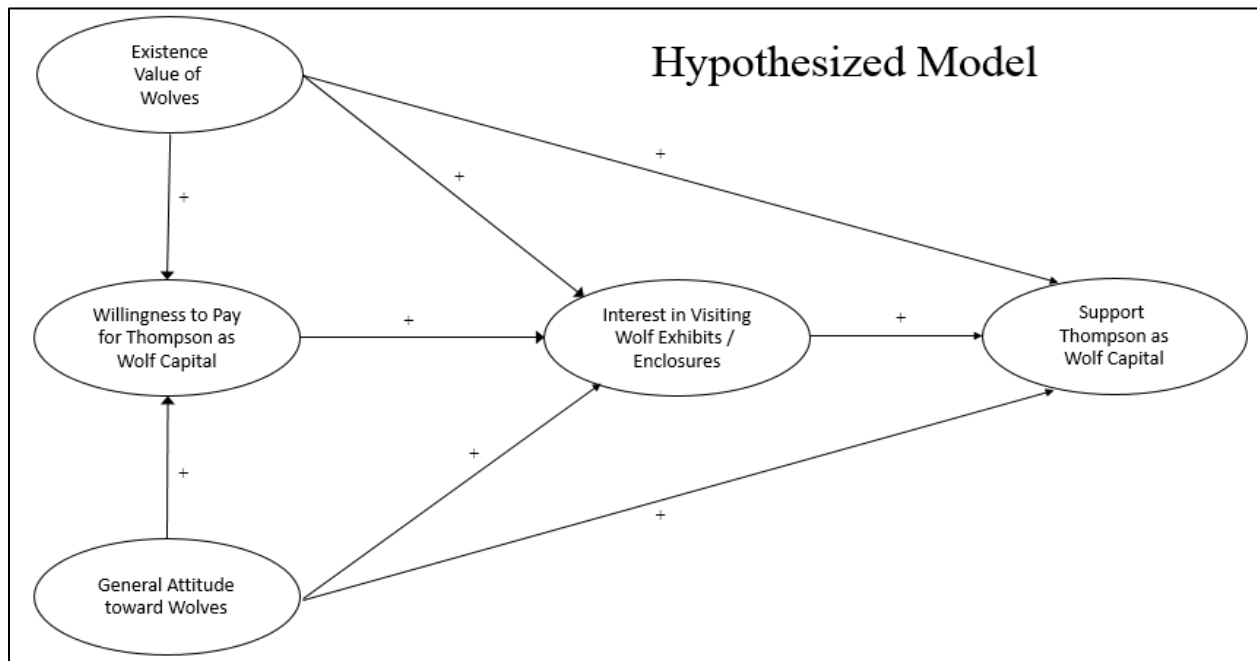 Hypothesized Model
Existence
Value of
Wolves
+
+
+
Willingness to Pay
for Thompson as
Wolf Capital
+
Interest in Visiting
Wolf Exhibits /
Enclosures
+
Support
Thompson as
Wolf Capital
+
+
+
General Attitude
toward Wolves